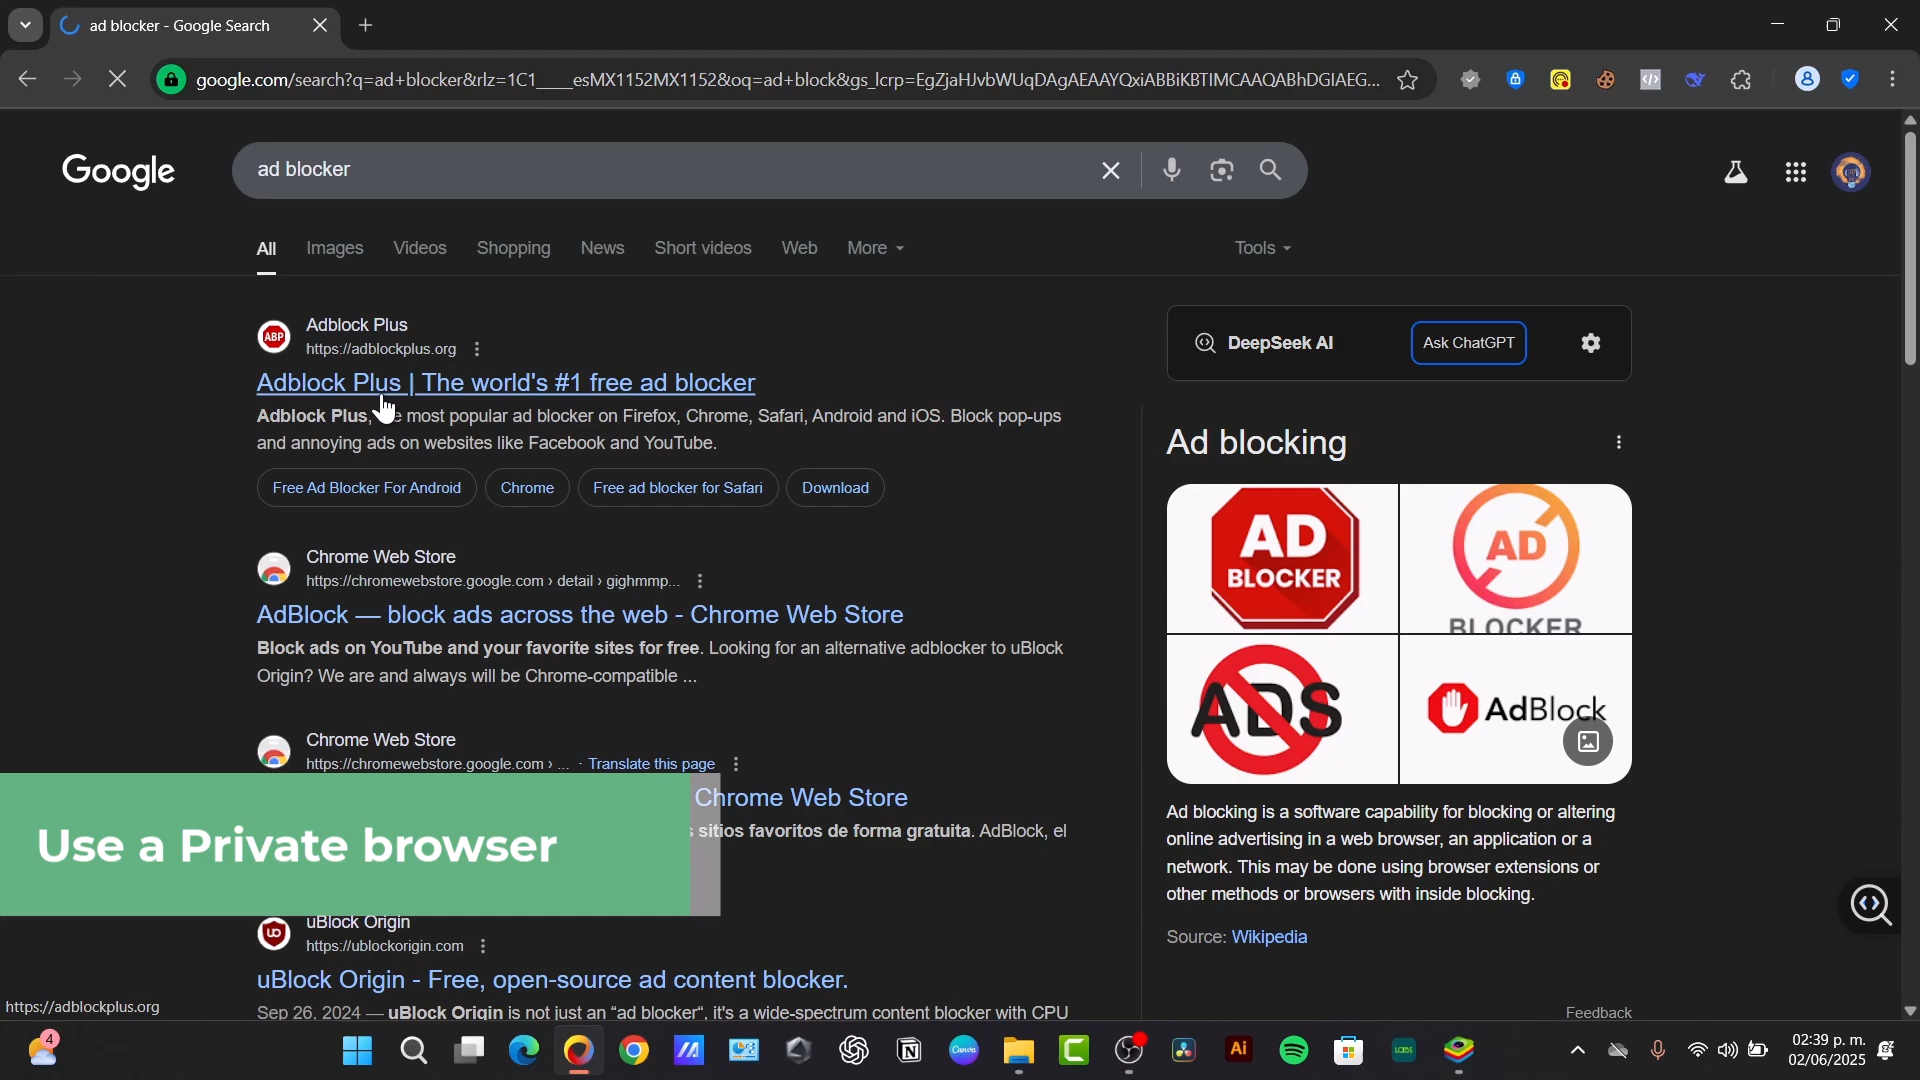 ad blocker - Google Search
google.com/search?q=ad+blocker&rlz=1C1____esMX1152MX1152&oq=ad+block&gs_lcrp=EgZjaHJvbWUqDAgAEAAYQxiABBiKBTIMCAAQABhDGIAEG...
Google
ad blocker
All
Images
Videos
Shopping
News
Short videos
Web
More
Tools
Adblock Plus
https://adblockplus.org
Adblock Plus | The world's #1 free ad blocker
Adblock Plus, most popular ad blocker on Firefox, Chrome, Safari, Android and iOS. Block pop-ups
and annoying ads on websites like Facebook and YouTube.
Free Ad Blocker For Android
Chrome
Free ad blocker for Safari
Download
Chrome Web Store
https://chromewebstore.google.com › detail › gighmmp...
AdBlock — block ads across the web - Chrome Web Store
Block ads on YouTube and your favorite sites for free. Looking for an alternative adblocker to uBlock
Origin? We are and always will be Chrome-compatible ...
Chrome Web Store
https://chromewebstore.google.com › ... · Translate this page
Chrome Web Store
sitios favoritos de forma gratuita. AdBlock, el
Use a Private browser
uBlock Origin
https://ublockorigin.com
uBlock Origin - Free, open-source ad content blocker.
Sep 26, 2024 — uBlock Origin is not just an "ad blocker", it's a wide-spectrum content blocker with CPU
https://adblockplus.org
DeepSeek AI
Ask ChatGPT
Ad blocking
AD
BLOCKER
AD
BLOCKER
ADS
AdBlock
Ad blocking is a software capability for blocking or altering
online advertising in a web browser, an application or a
network. This may be done using browser extensions or
other methods or browsers with inside blocking.
Source: Wikipedia
Feedback
ABP
4
Canva
Ai
LABS
02:39 p. m.
02/06/2025